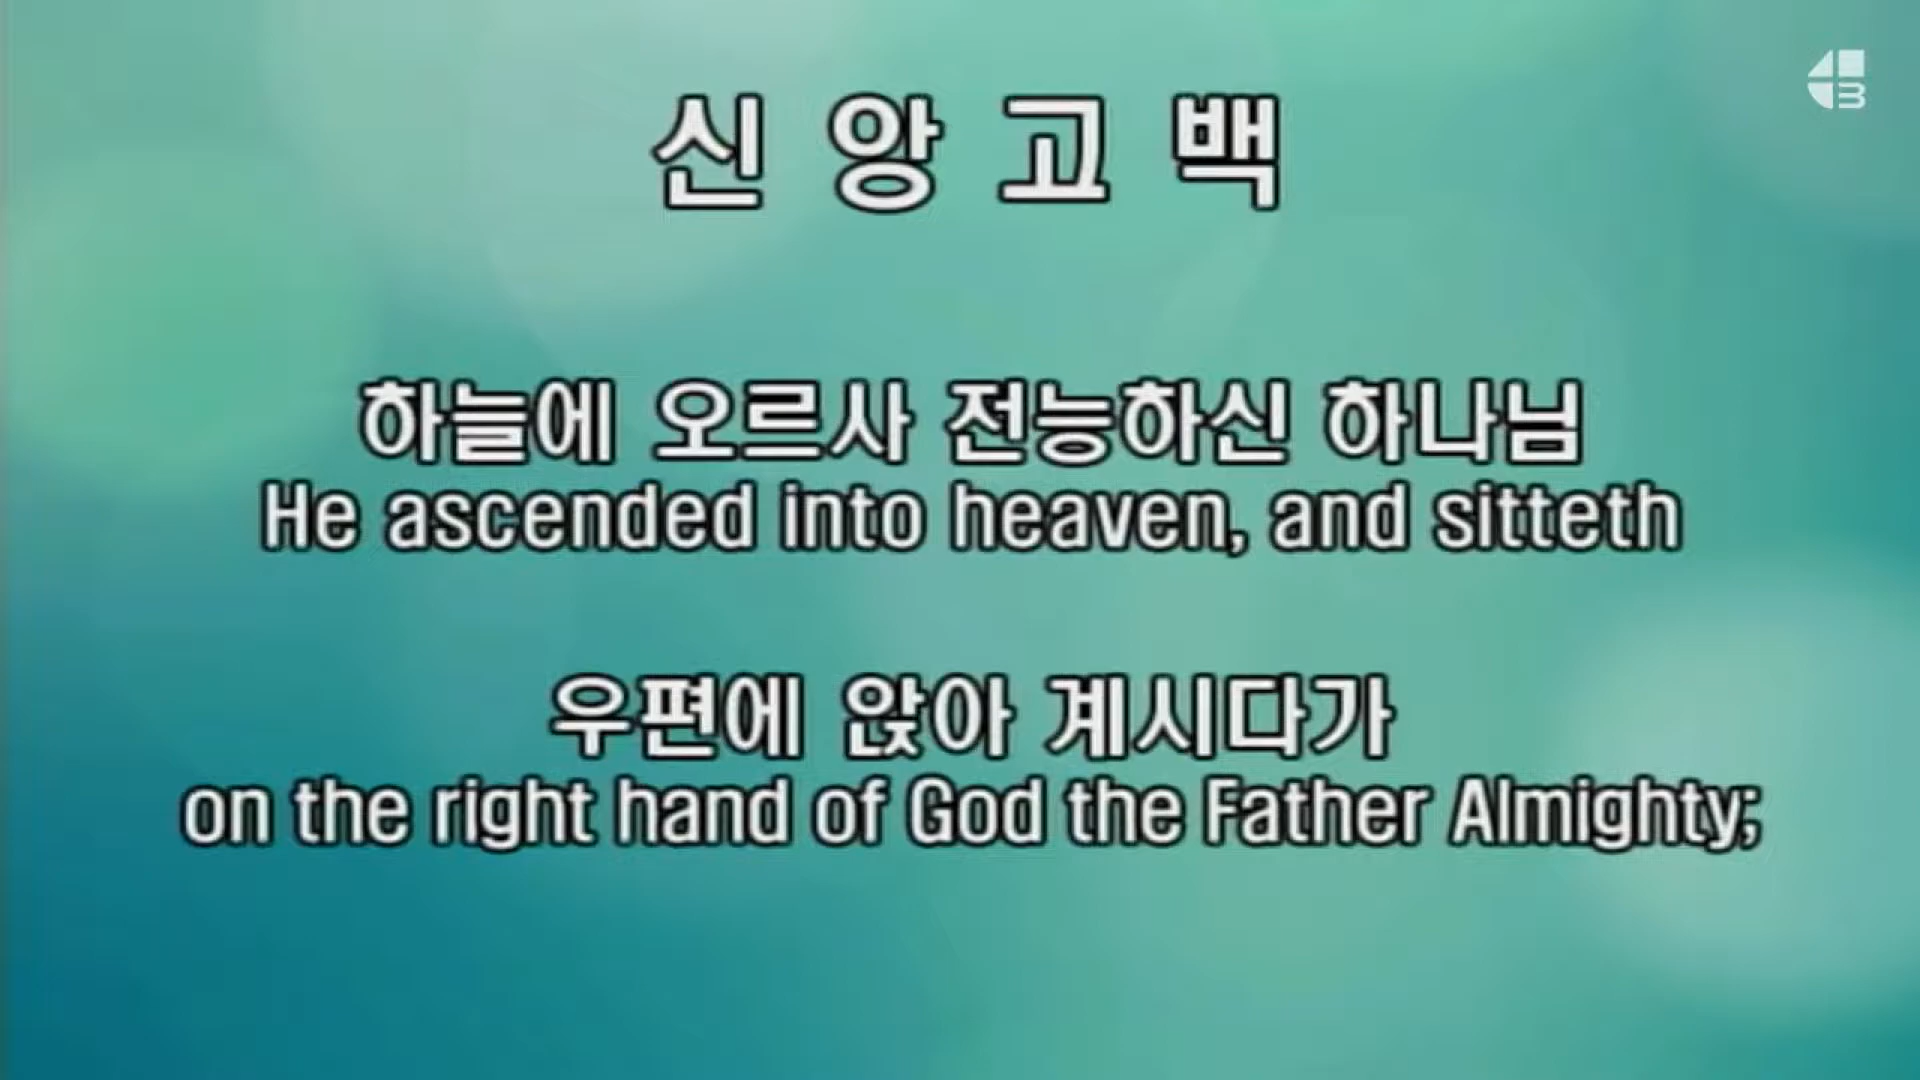 신 앙 고 백
하늘에 오르사 전능하신 하나님
He ascended into heaven, and sitteth
우편에 앉아 계시다가
on the right hand of God the Father Almighty;